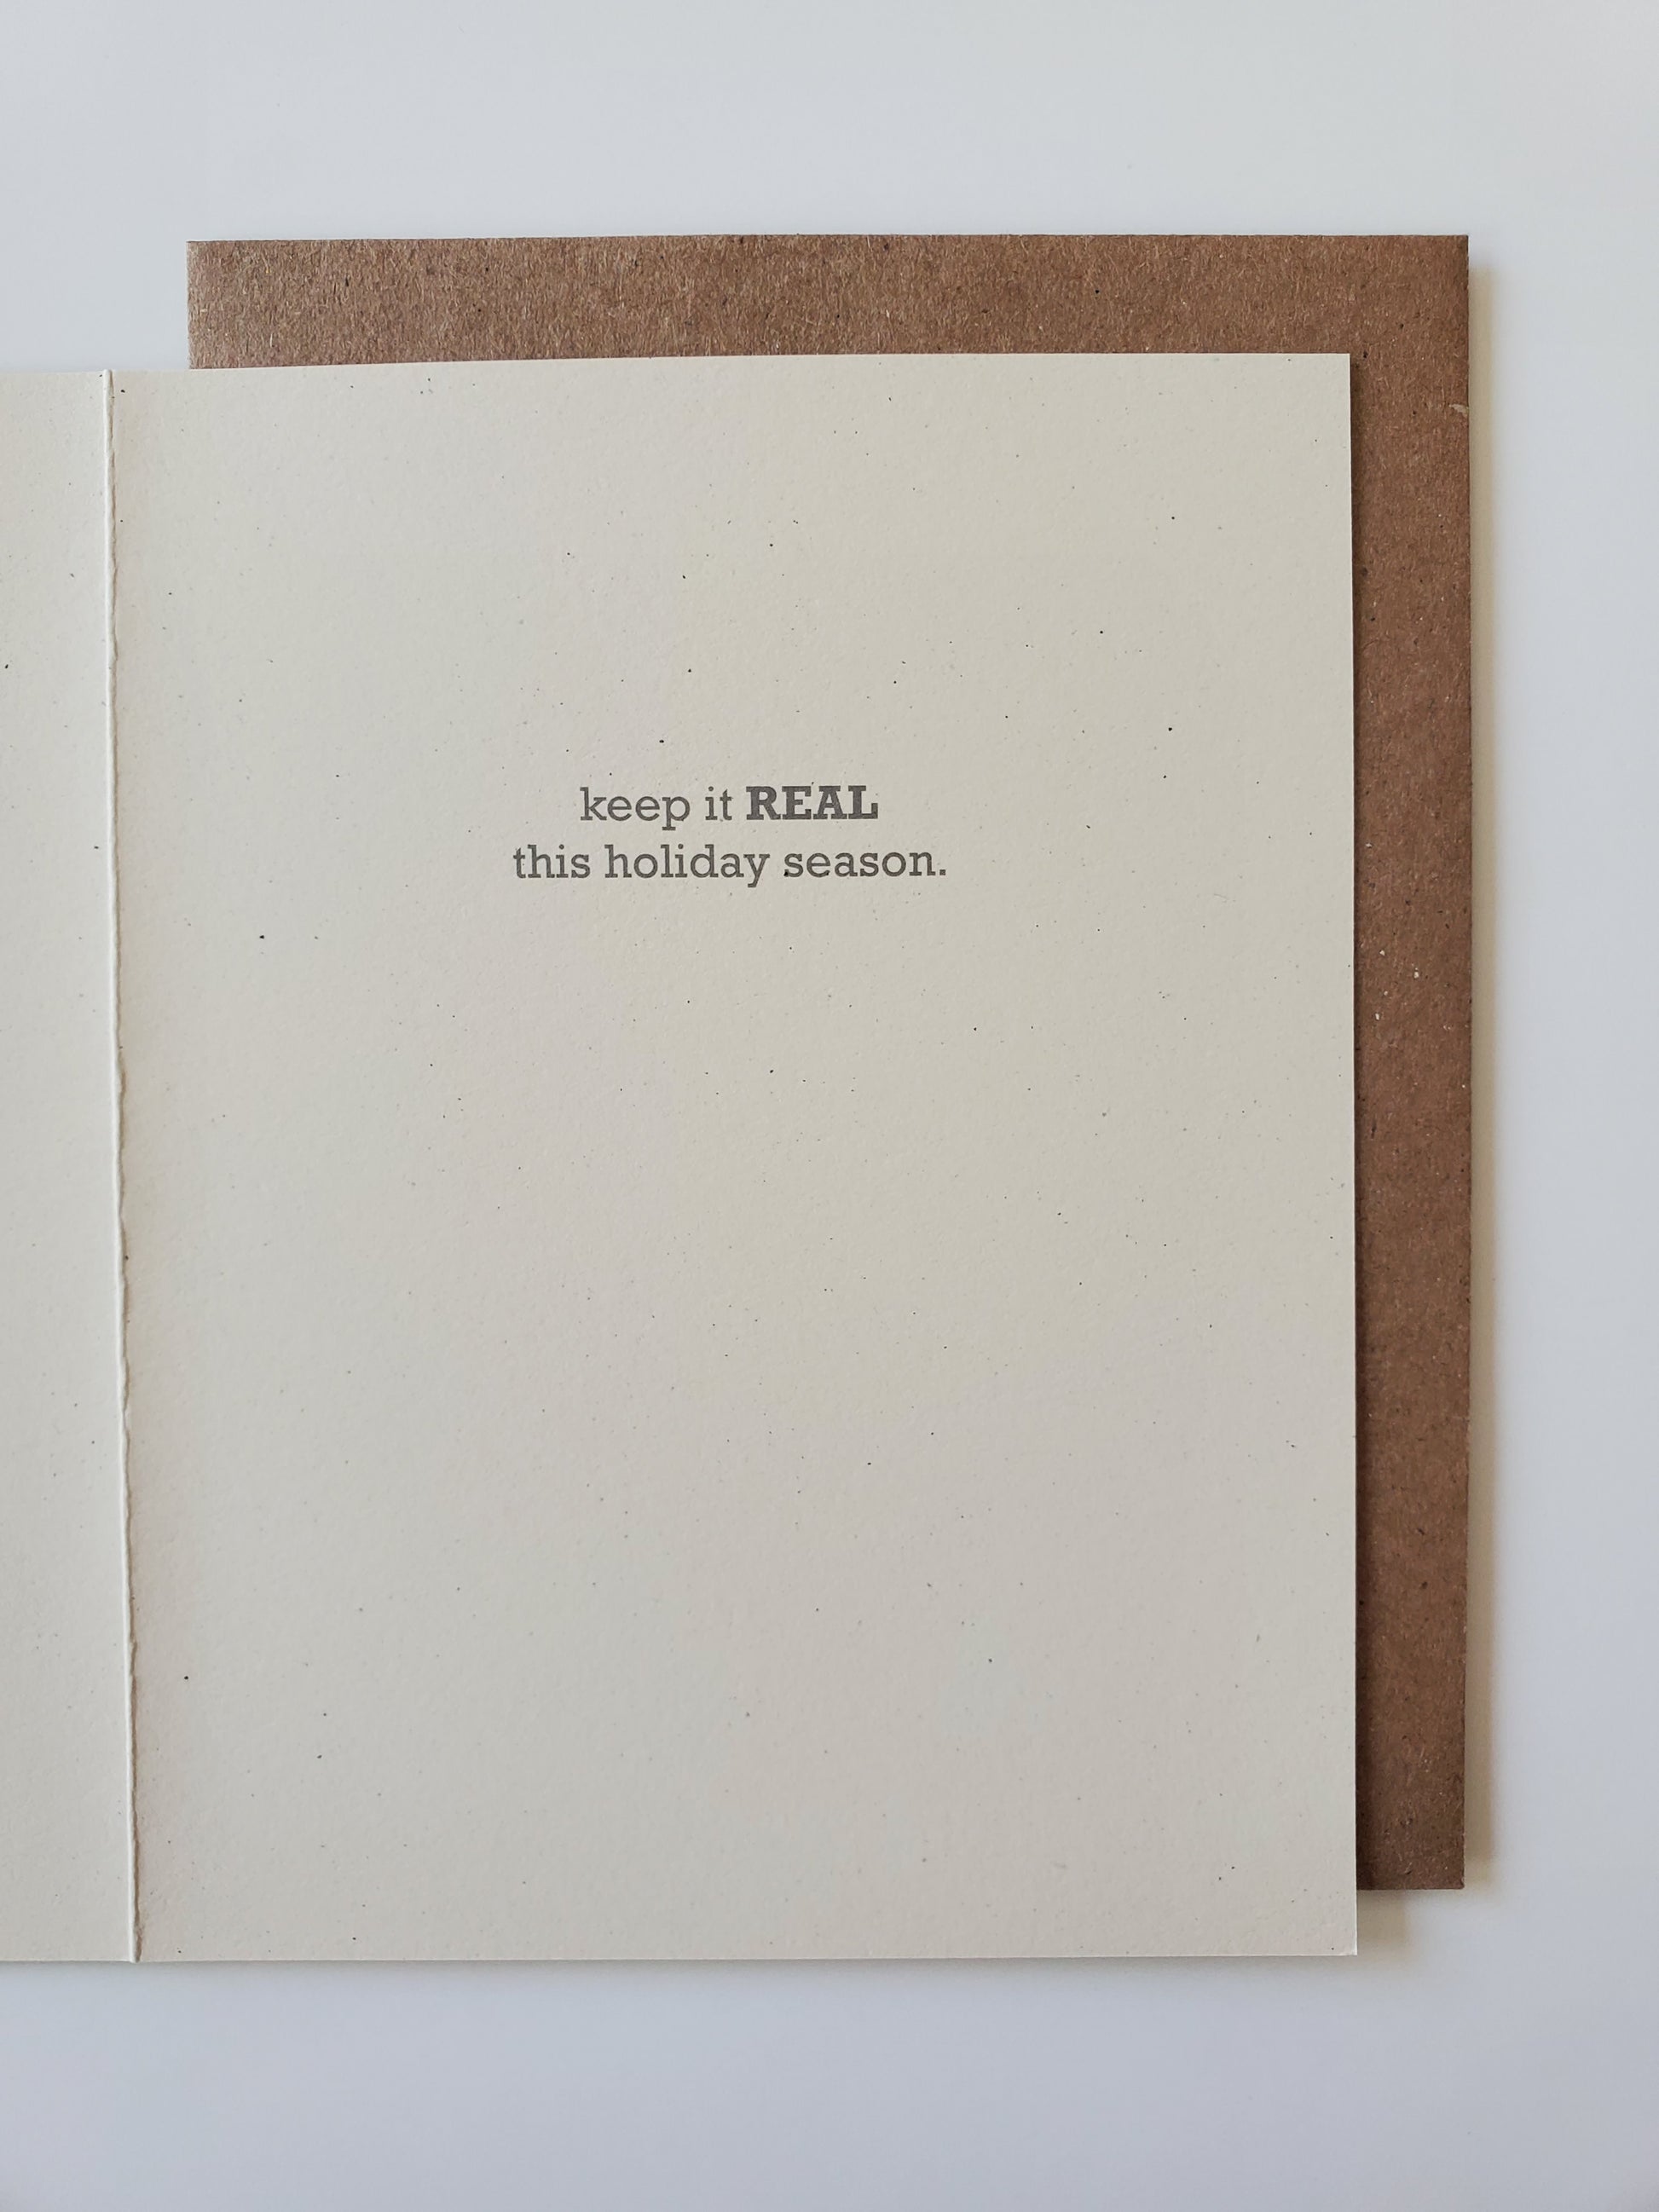 keep it REAL
this holiday season.